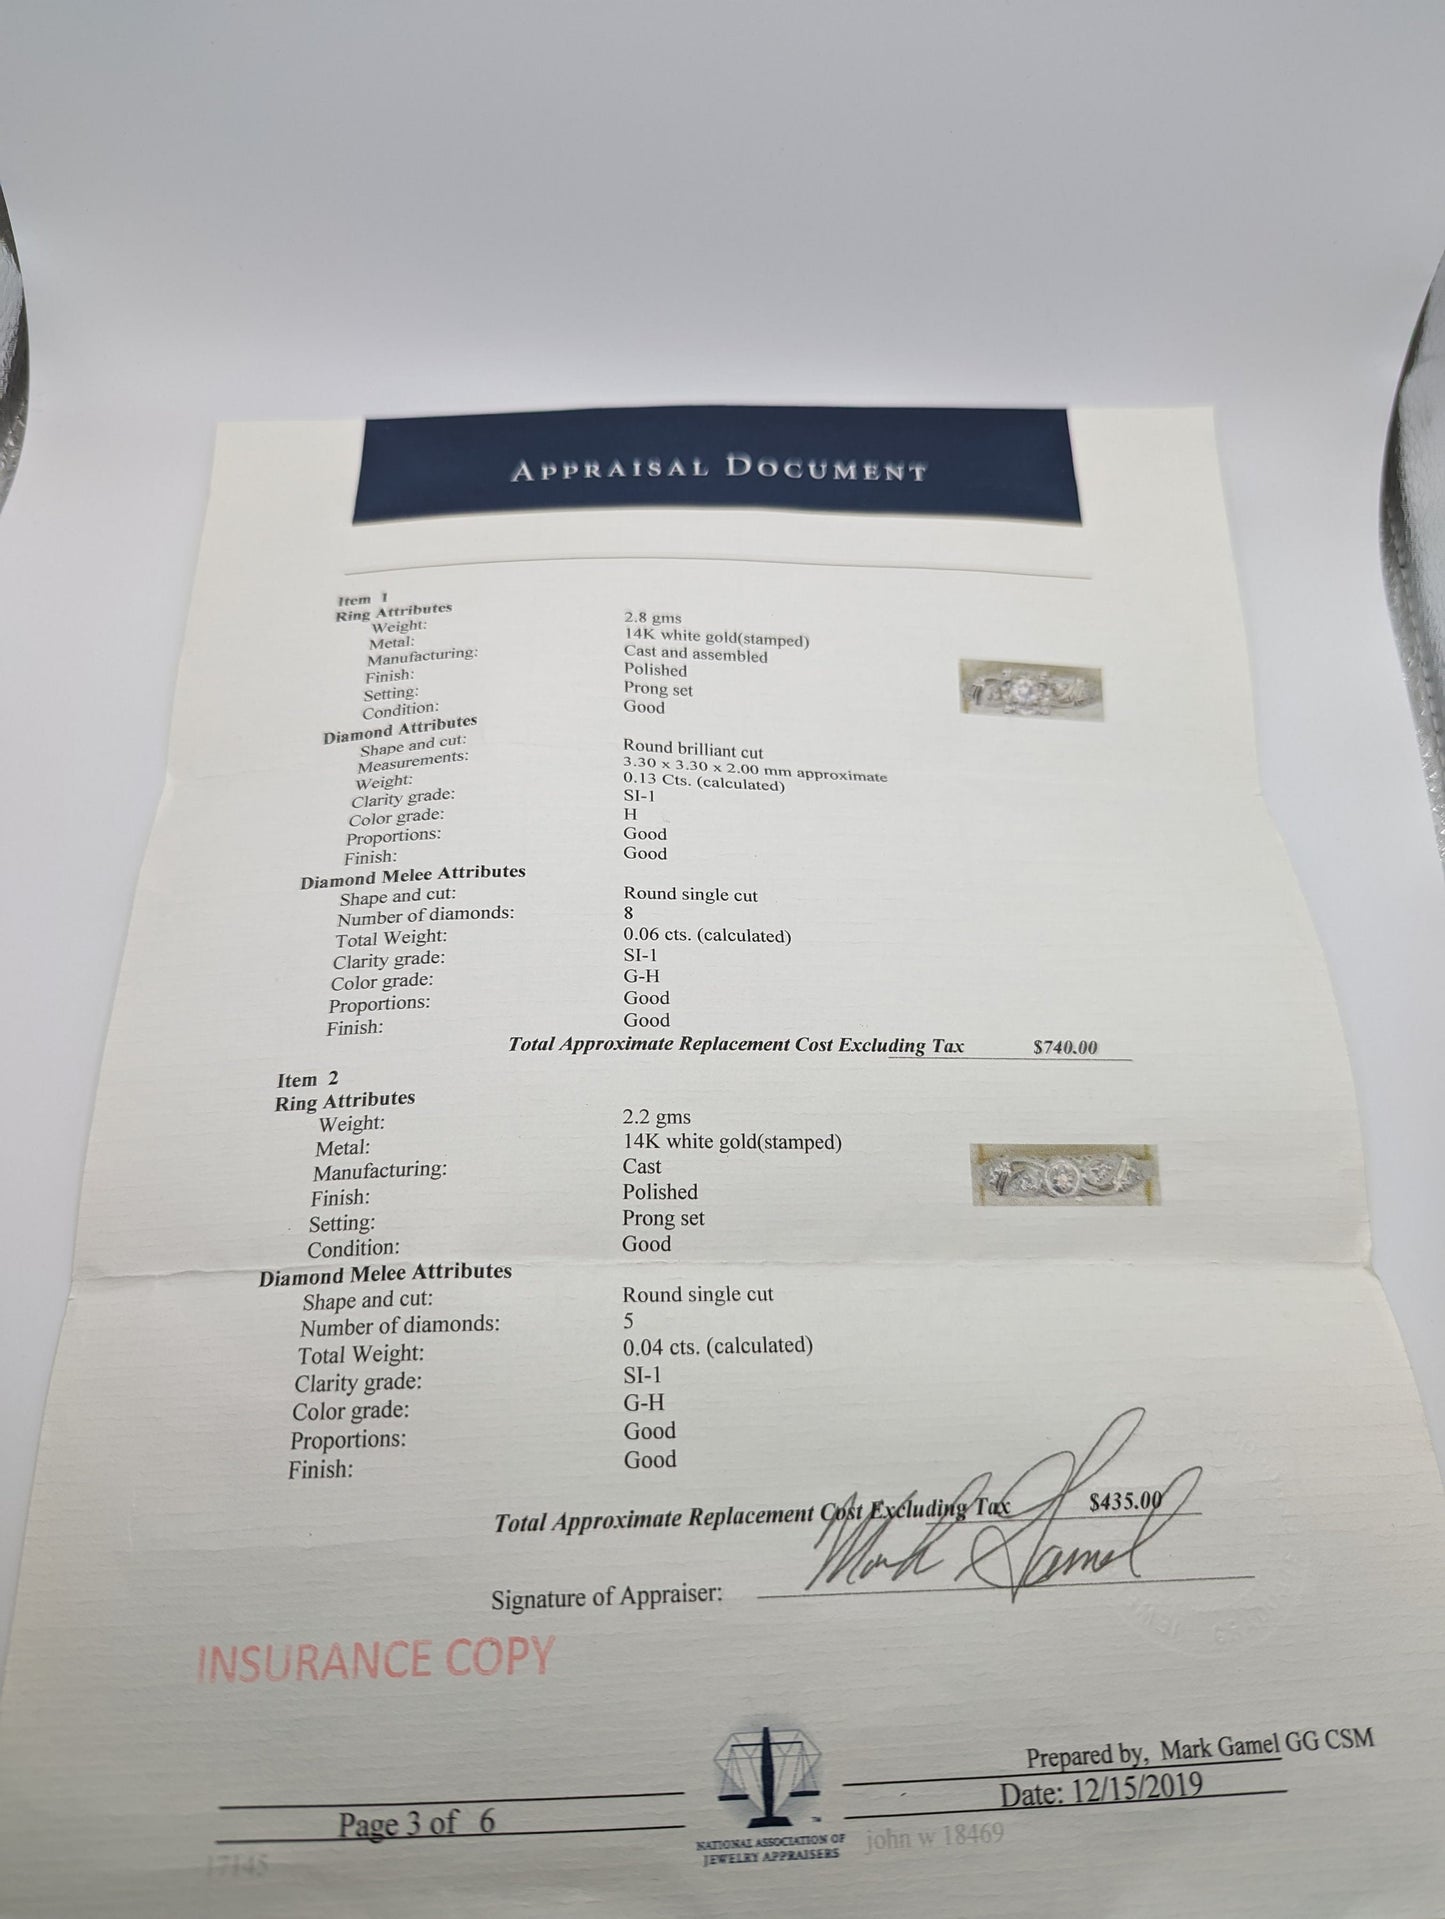 APPRAISAL DOCUMENT
Item 1
Ring Attributes
Weight: 2.8 gms
Metal: 14K white gold(stamped)
Manufacturing: Cast and assembled
Finish: Polished
Setting: Prong set
Condition: Good
Diamond Attributes
Shape and cut: Round brilliant cut
Measurements: 3.30 x 3.30 x 2.00 mm approximate
Weight: 0.13 Cts. (calculated)
Clarity grade: SI-1
Color grade: H
Proportions: Good
Finish: Good
Diamond Melee Attributes
Shape and cut: Round single cut
Number of diamonds: 8
Total Weight: 0.06 cts. (calculated)
Clarity grade: SI-1
Color grade: G-H
Proportions: Good
Finish: Good
Total Approximate Replacement Cost Excluding Tax $740.00
Item 2
Ring Attributes
Weight: 2.2 gms
Metal: 14K white gold(stamped)
Manufacturing: Cast
Finish: Polished
Setting: Prong set
Condition: Good
Diamond Melee Attributes
Shape and cut: Round single cut
Number of diamonds: 5
Total Weight: 0.04 cts. (calculated)
Clarity grade: SI-1
Color grade: G-H
Proportions: Good
Finish: Good
Total Approximate Replacement Cost Excluding Tax $435.00
Signature of Appraiser: Mark Gamel
INSURANCE COPY
Prepared by, Mark Gamel GG CSM
Date: 12/15/2019
Page 3 of 6
NATIONAL ASSOCIATION OF
JEWELRY APPRAISERS
TM
john w 18469
17145